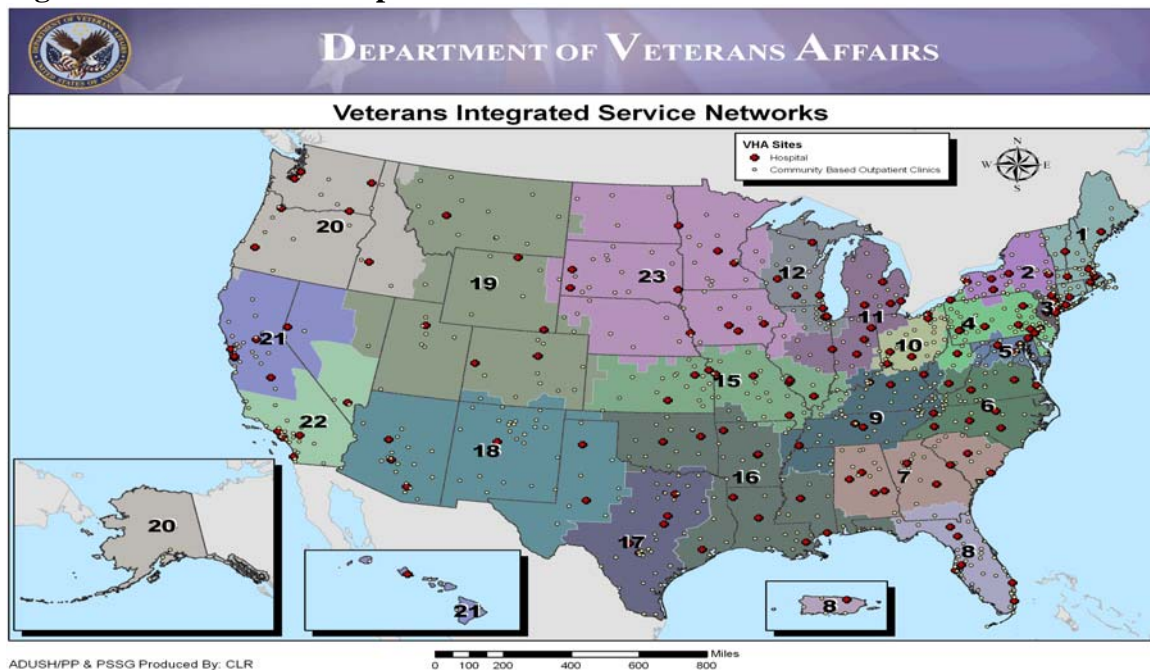 DEPARTMENT OF VETERANS AFFAIRS
Veterans Integrated Service Networks
VHA Sites
Hospital
Community Based Outpatient Clinics
N
W E
S
20
1
23
12
2
19
11
3
21
4
10
5
15
22
9
6
18
16
7
17
8
20
21
8
ADUSH/PP & PSSG Produced By: CLR
Miles
0 100 200 400 600 800